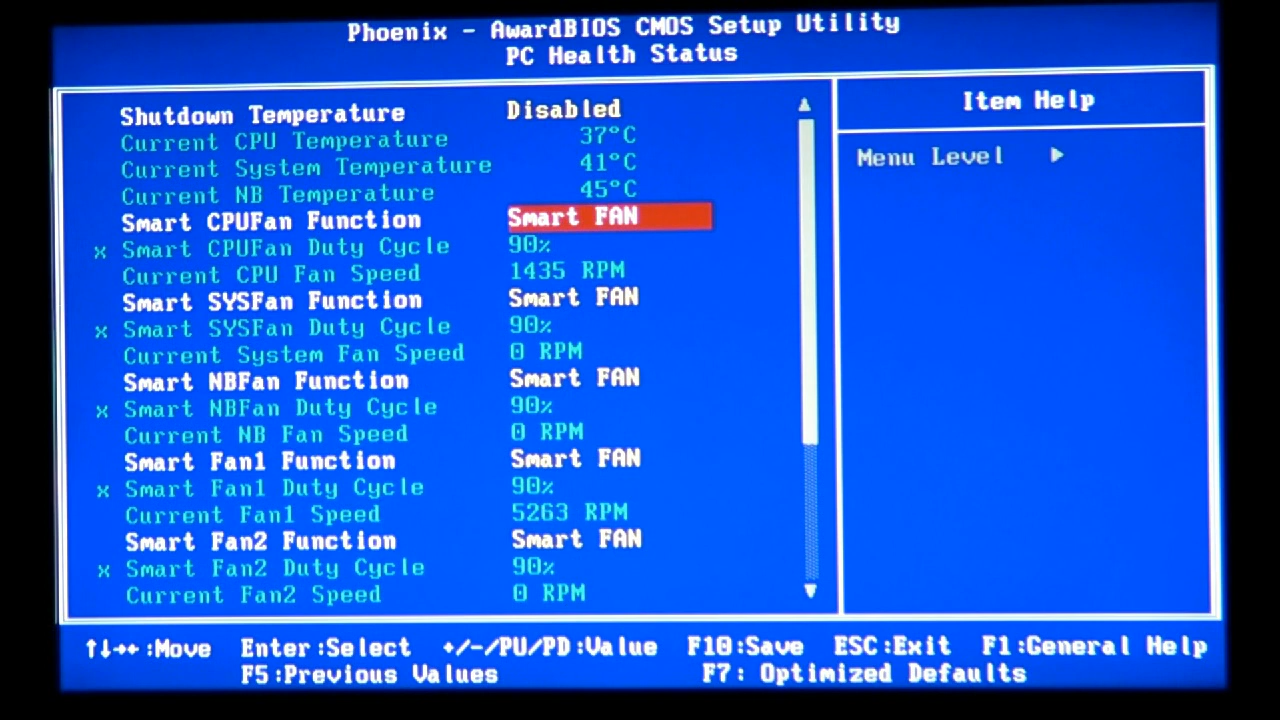 Phoenix - AwardBIOS CMOS Setup Utility
PC Health Status
Shutdown Temperature Disabled
Current CPU Temperature 37°C
Current System Temperature 41°C
Current NB Temperature 45°C
Smart CPUFan Function Smart FAN
x Smart CPUFan Duty Cycle 90%
Current CPU Fan Speed 1435 RPM
Smart SYSFan Function Smart FAN
x Smart SYSFan Duty Cycle 90%
Current System Fan Speed 0 RPM
Smart NBFan Function Smart FAN
x Smart NBFan Duty Cycle 90%
Current NB Fan Speed 0 RPM
Smart Fan1 Function Smart FAN
x Smart Fan1 Duty Cycle 90%
Current Fan1 Speed 5263 RPM
Smart Fan2 Function Smart FAN
x Smart Fan2 Duty Cycle 90%
Current Fan2 Speed 0 RPM
Item Help
Menu Level ►
↑↓→←:Move Enter:Select +/-/PU/PD:Value F10:Save ESC:Exit F1:General Help
F5:Previous Values F7: Optimized Defaults